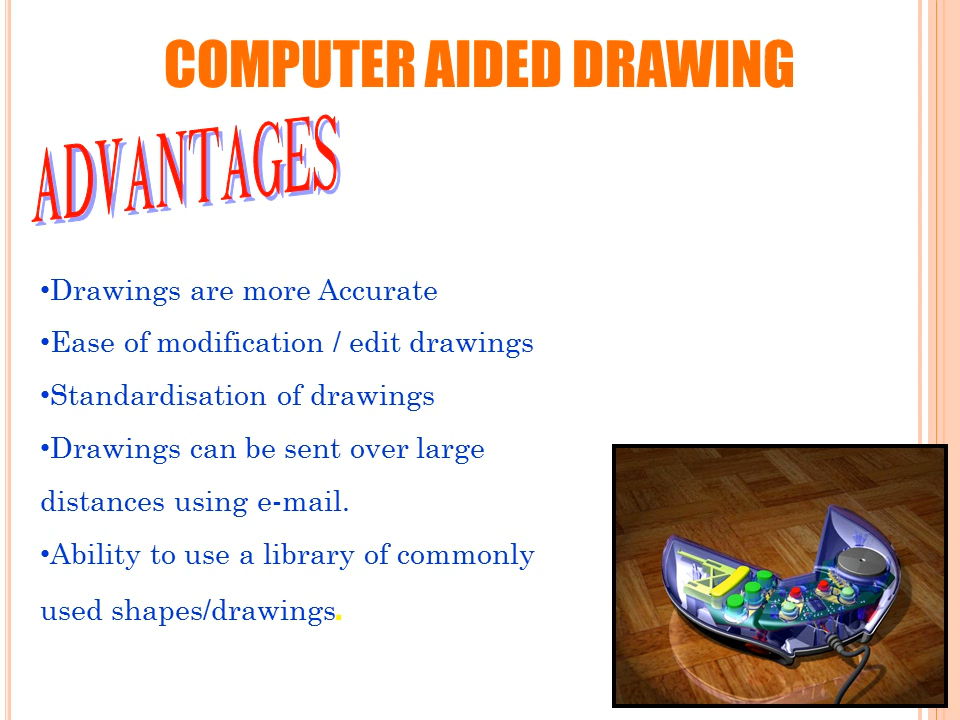 COMPUTER AIDED DRAWING
ADVANTAGES
•Drawings are more Accurate
•Ease of modification / edit drawings
•Standardisation of drawings
•Drawings can be sent over large
distances using e-mail.
•Ability to use a library of commonly
used shapes/drawings.